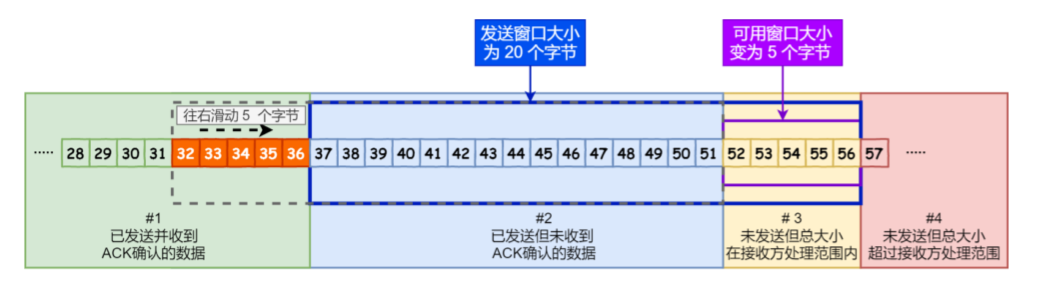 发送窗口大小
为 20 个字节
可用窗口大小
变为 5 个字节
往右滑动 5 个字节
..... 28 29 30 31 32 33 34 35 36 37 38 39 40 41 42 43 44 45 46 47 48 49 50 51 52 53 54 55 56 57 .....
#1
已发送并收到
ACK确认的数据
#2
已发送但未收到
ACK确认的数据
# 3
未发送但总大小
在接收方处理范围内
#4
未发送但总大小
超过接收方处理范围